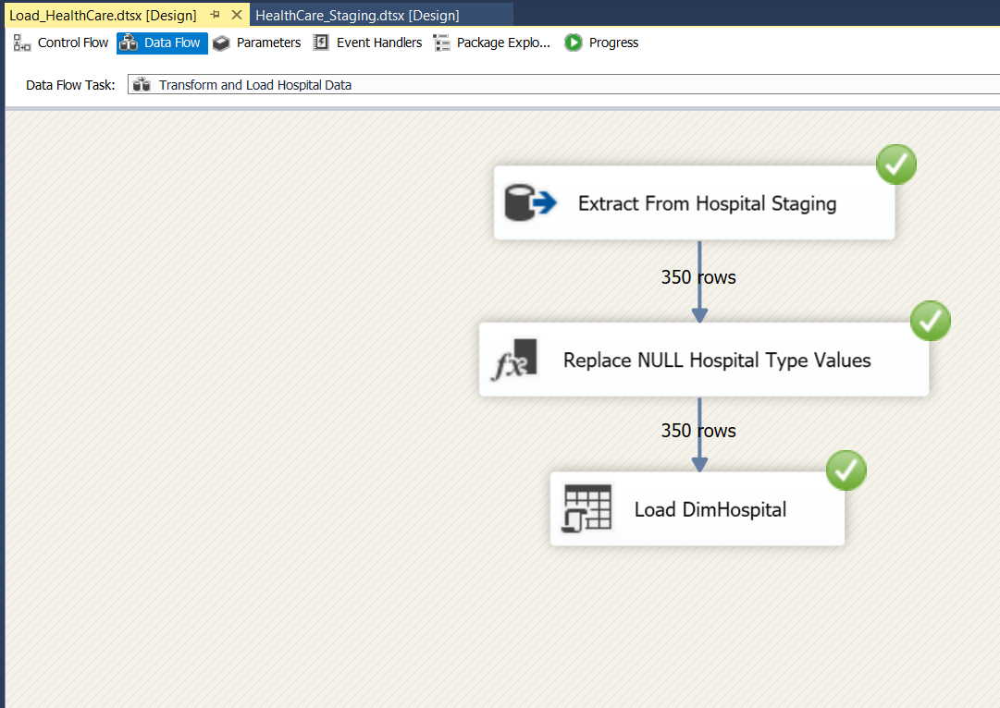 Load_HealthCare.dtsx [Design] HealthCare_Staging.dtsx [Design]
Control Flow Data Flow Parameters Event Handlers Package Explo... Progress
Data Flow Task: Transform and Load Hospital Data
Extract From Hospital Staging
350 rows
fx Replace NULL Hospital Type Values
350 rows
Load DimHospital